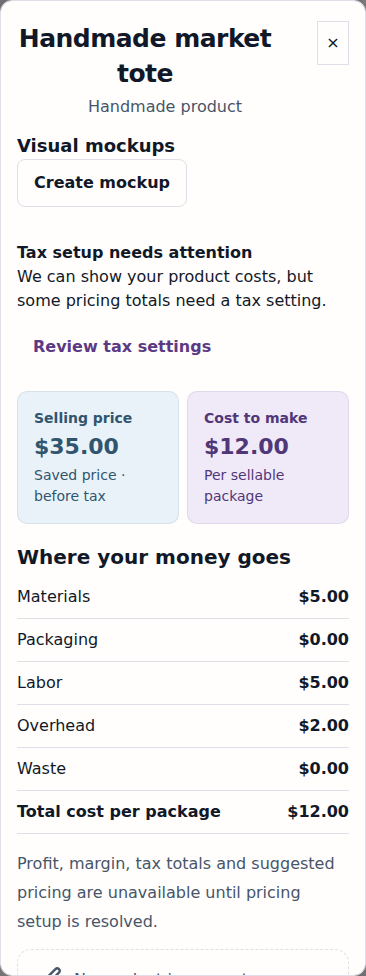 Handmade market
tote
×
Handmade product
Visual mockups
Create mockup
Tax setup needs attention
We can show your product costs, but
some pricing totals need a tax setting.
Review tax settings
Selling price
$35.00
Saved price ·
before tax
Cost to make
$12.00
Per sellable
package
Where your money goes
Materials $5.00
Packaging $0.00
Labor $5.00
Overhead $2.00
Waste $0.00
Total cost per package $12.00
Profit, margin, tax totals and suggested
pricing are unavailable until pricing
setup is resolved.